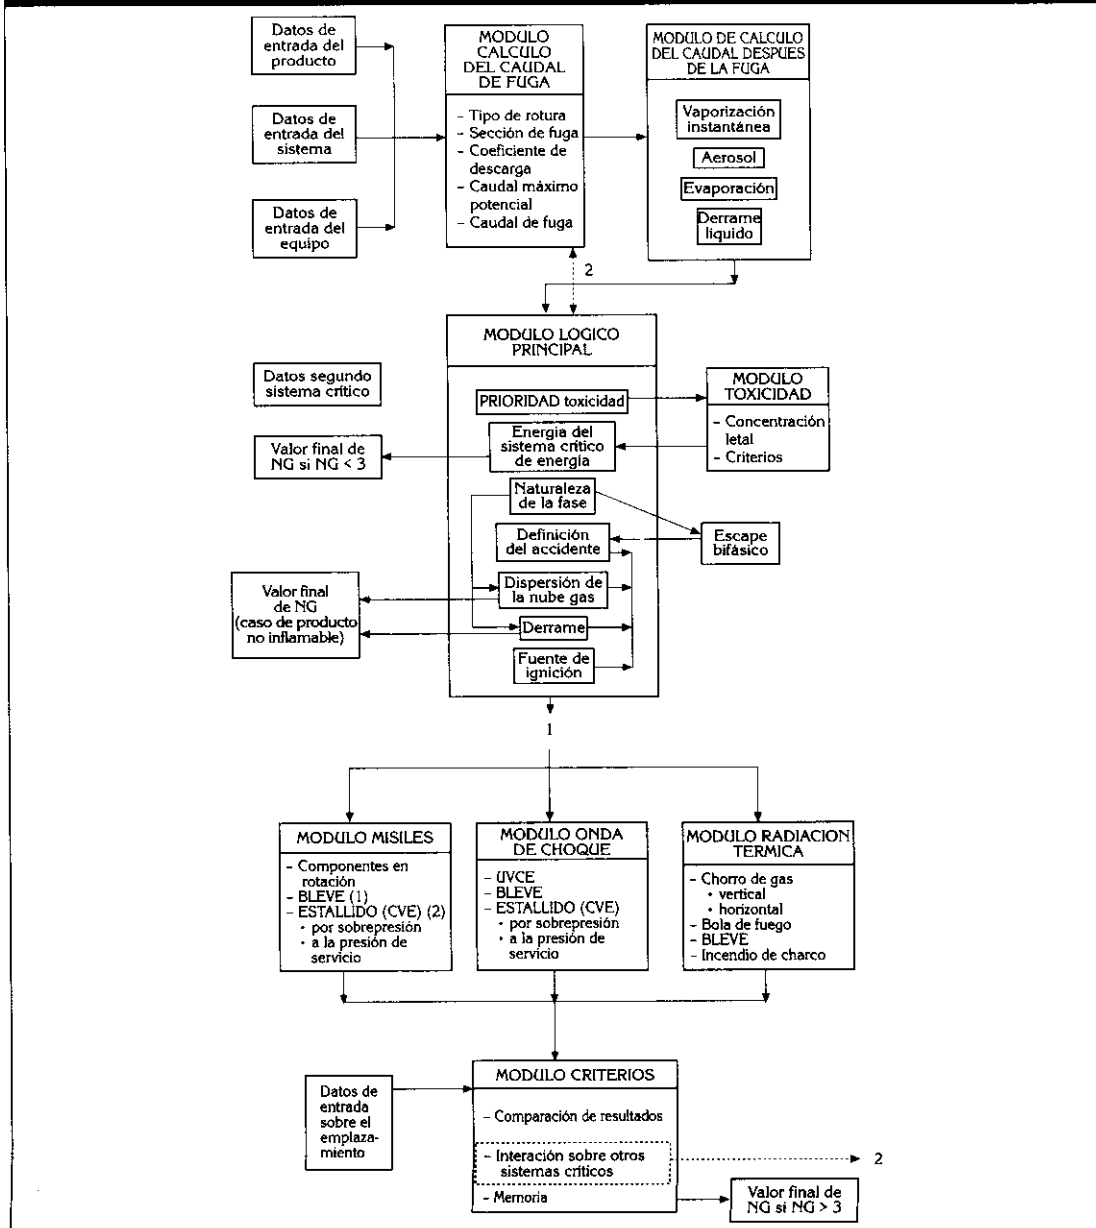 Datos de
entrada del
producto
Datos de
entrada del
sistema
Datos de
entrada del
equipo
MODULO
CALCULO
DEL CAUDAL
DE FUGA
– Tipo de rotura
– Sección de fuga
– Coeficiente de
descarga
– Caudal máximo
potencial
– Caudal de fuga
MODULO DE CALCULO
DEL CAUDAL DESPUES
DE LA FUGA
Vaporización
instantánea
Aerosol
Evaporación
Derrame
líquido
2
MODULO LOGICO
PRINCIPAL
Datos segundo
sistema crítico
PRIORIDAD toxicidad
MODULO
TOXICIDAD
– Concentración
letal
– Criterios
Energía del
sistema crítico
de energía
Valor final de
NG si NG < 3
Naturaleza
de la fase
Definición
del accidente
Escape
bifásico
Dispersión de
la nube gas
Valor final
de NG
(caso de producto
no inflamable)
Derrame
Fuente de
ignición
1
MODULO MISILES
– Componentes en
rotación
– BLEVE (1)
– ESTALLIDO (CVE) (2)
• por sobrepresión
• a la presión de
servicio
MODULO ONDA
DE CHOQUE
– UVCE
– BLEVE
– ESTALLIDO (CVE)
• por sobrepresión
• a la presión de
servicio
MODULO RADIACION
TERMICA
– Chorro de gas
• vertical
• horizontal
– Bola de fuego
– BLEVE
– Incendio de charco
Datos de
entrada
sobre el
emplaza-
miento
MODULO CRITERIOS
– Comparación de resultados
– Interación sobre otros
sistemas críticos
2
– Memoria
Valor final de
NG si NG > 3